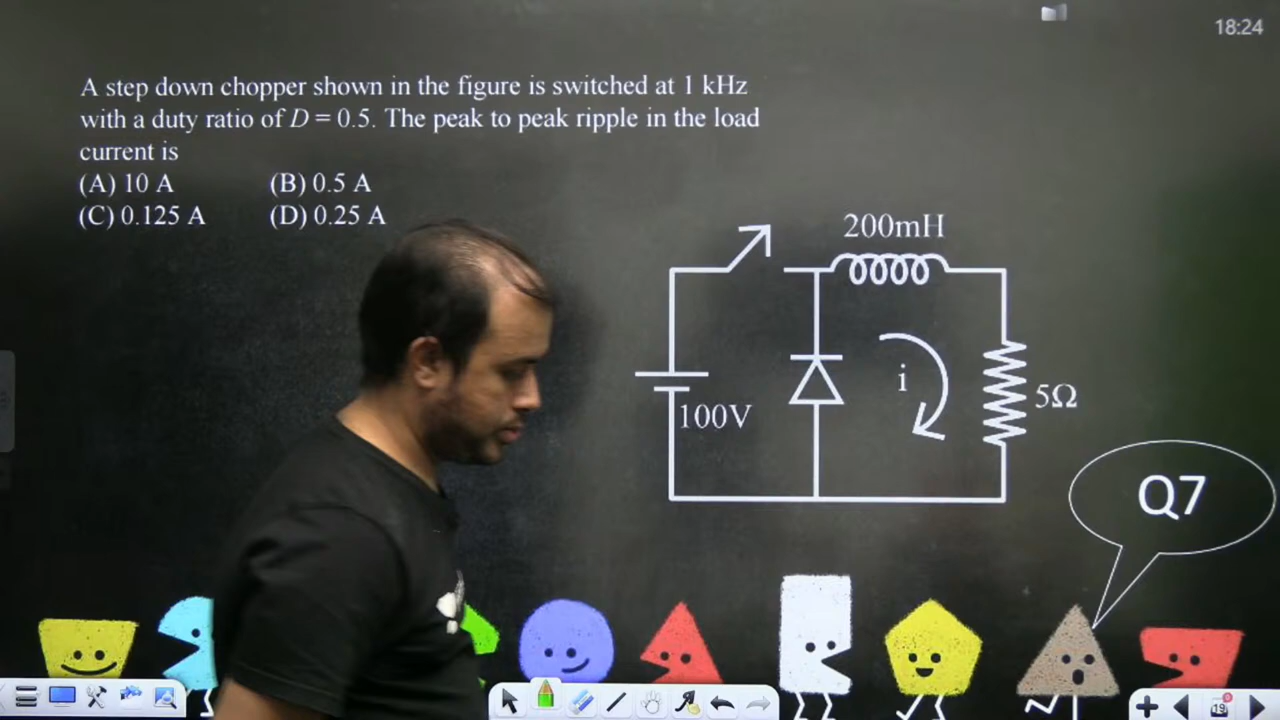 18:24
A step down chopper shown in the figure is switched at 1 kHz
with a duty ratio of D = 0.5. The peak to peak ripple in the load
current is
(A) 10 A (B) 0.5 A
(C) 0.125 A (D) 0.25 A
200mH
i
5Ω
100V
Q7
19